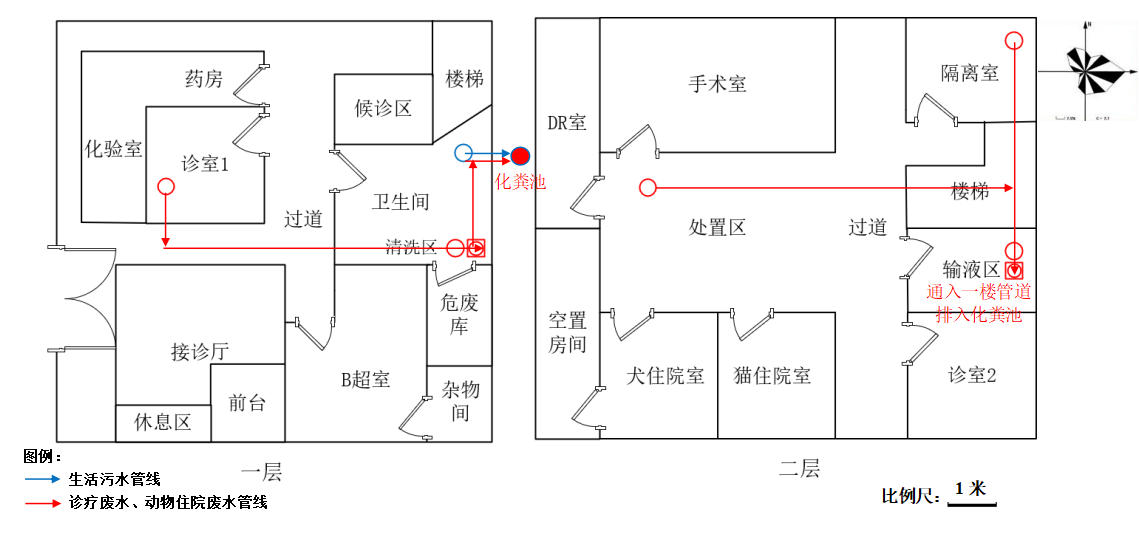 药房
楼梯
候诊区
化验室
诊室1
化粪池
卫生间
过道
清洗区
危废
库
接诊厅
B超室
杂物
间
前台
休息区
一层
N
隔离室
手术室
DR室
楼梯
处置区
过道
输液区
通入一楼管道
排入化粪池
空置
房间
犬住院室
猫住院室
诊室2
二层
图例：
生活污水管线
诊疗废水、动物住院废水管线
比例尺：1米